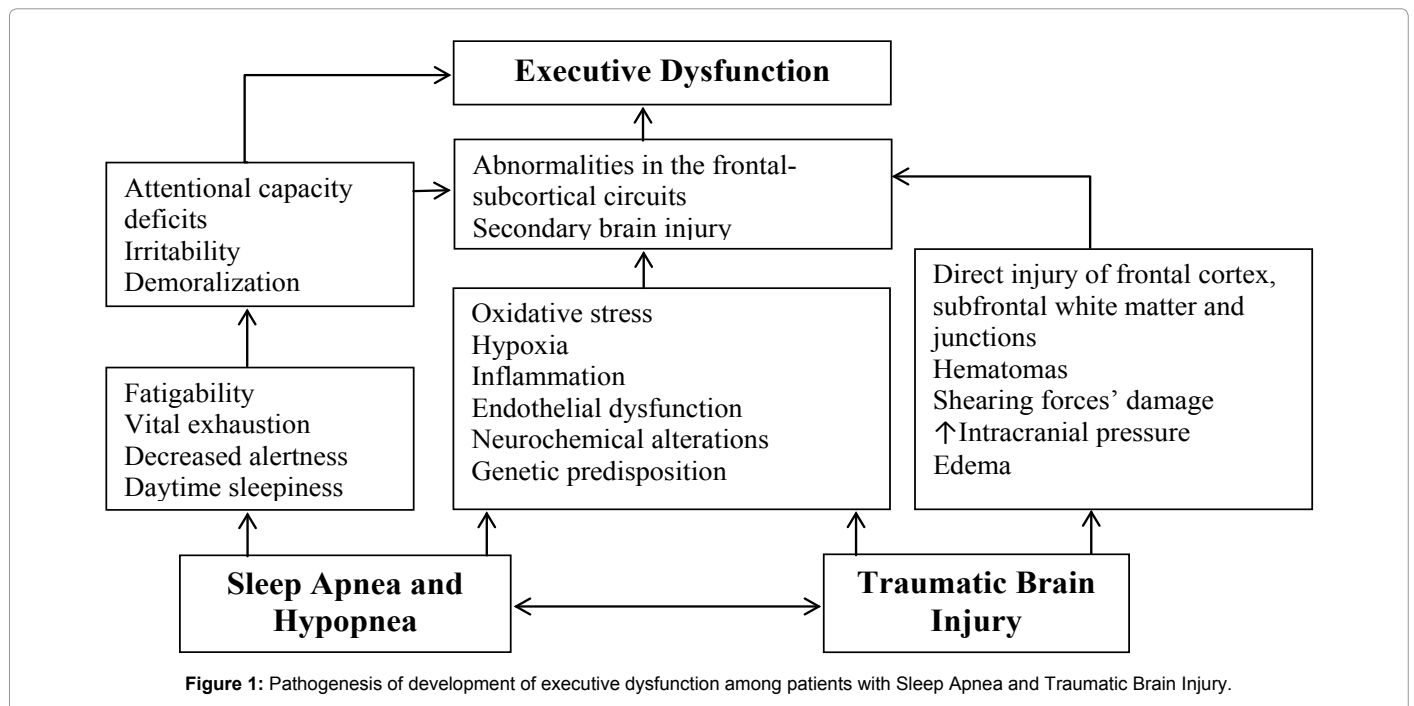 Executive Dysfunction
Attentional capacity
deficits
Irritability
Demoralization
Abnormalities in the frontal-
subcortical circuits
Secondary brain injury
Fatigability
Vital exhaustion
Decreased alertness
Daytime sleepiness
Oxidative stress
Hypoxia
Inflammation
Endothelial dysfunction
Neurochemical alterations
Genetic predisposition
Direct injury of frontal cortex,
subfrontal white matter and
junctions
Hematomas
Shearing forces’ damage
↑Intracranial pressure
Edema
Sleep Apnea and
Hypopnea
Traumatic Brain
Injury
Figure 1: Pathogenesis of development of executive dysfunction among patients with Sleep Apnea and Traumatic Brain Injury.